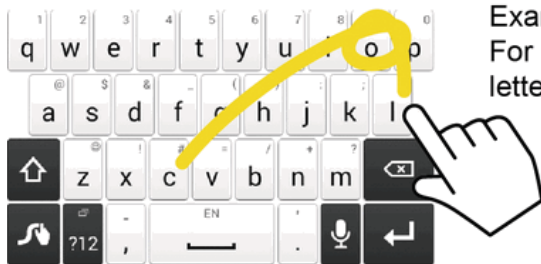 1 2 3 4 5 6 7 8 0 Exa
q w e r t y u o p For
@ $ & _ ( ) : ; lette
a s d f h j k l
! # = / + ?
z x c v b n m
- EN '
?12 , .